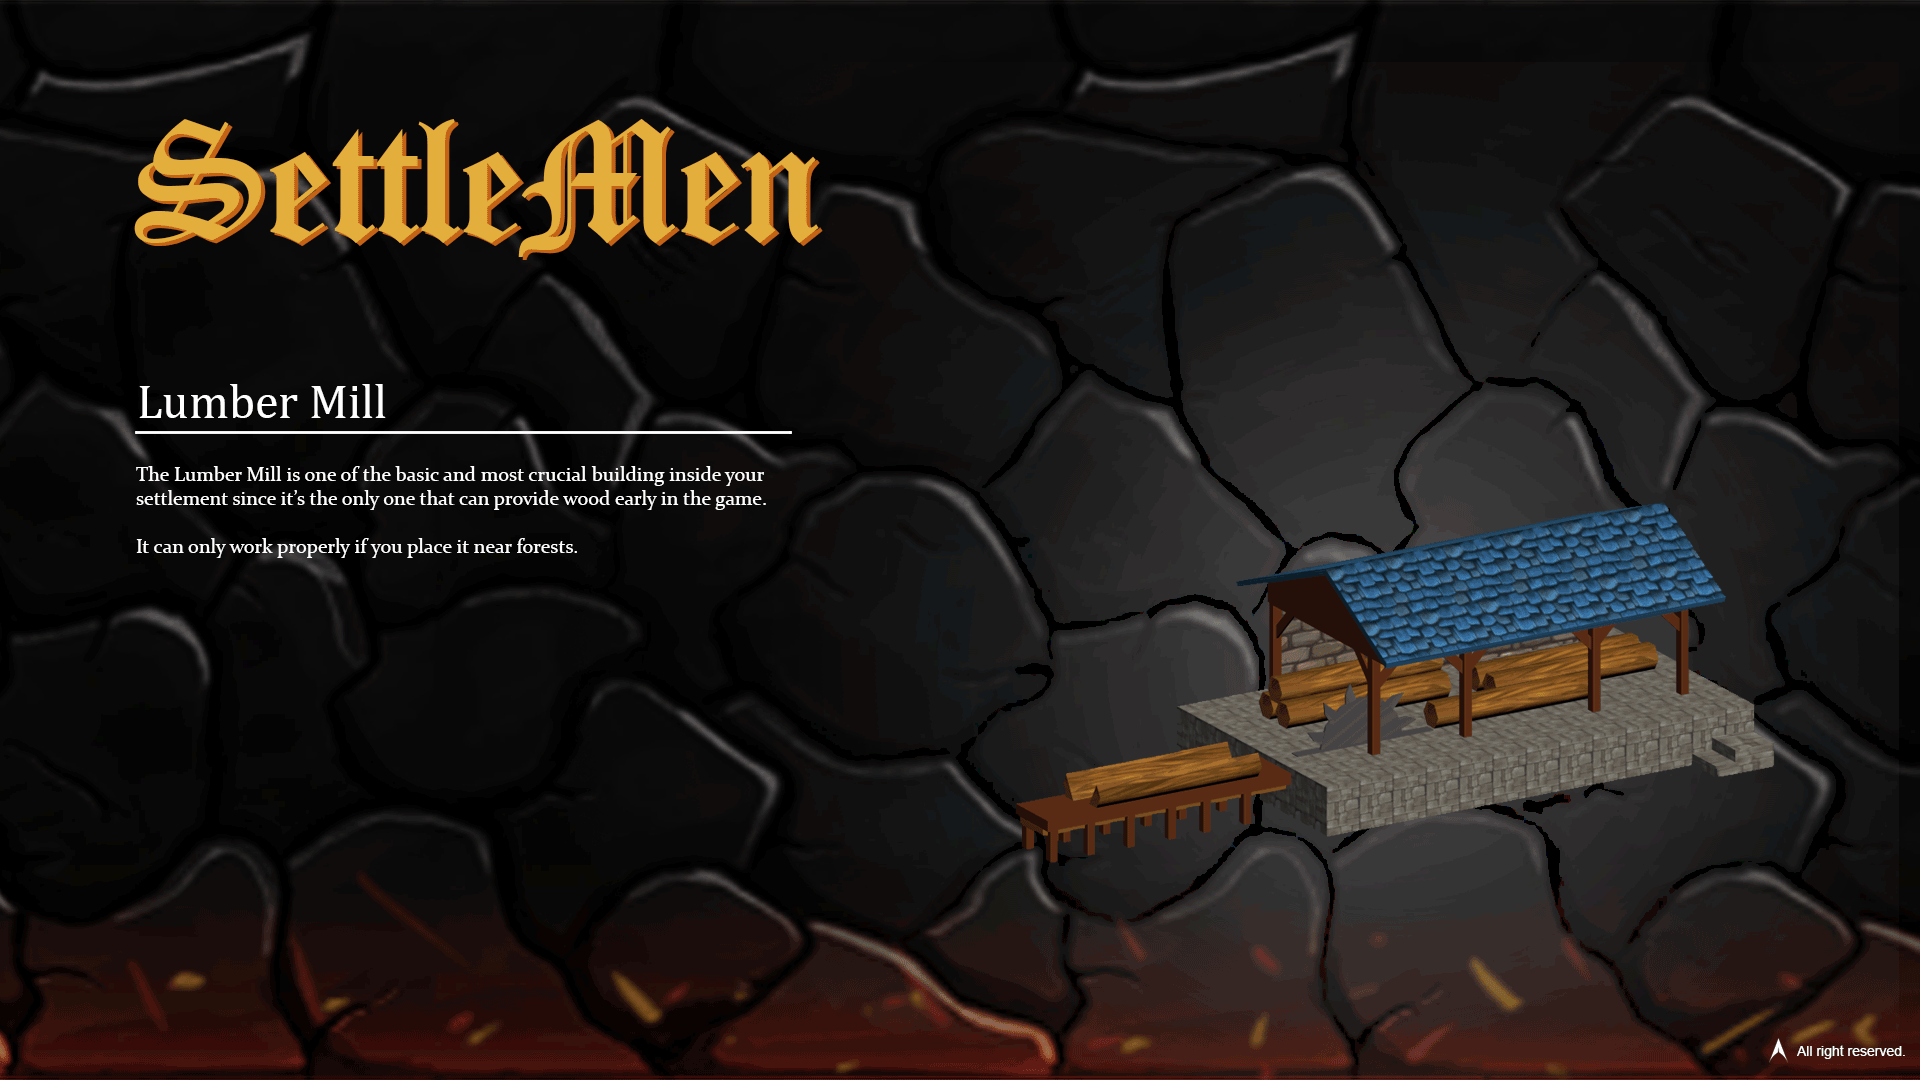 SettleMen
Lumber Mill
The Lumber Mill is one of the basic and most crucial building inside your
settlement since it’s the only one that can provide wood early in the game.
It can only work properly if you place it near forests.
All right reserved.